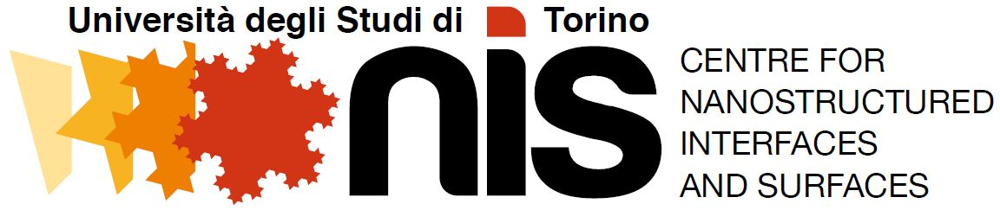 Università degli Studi di Torino
nis
CENTRE FOR
NANOSTRUCTURED
INTERFACES
AND SURFACES